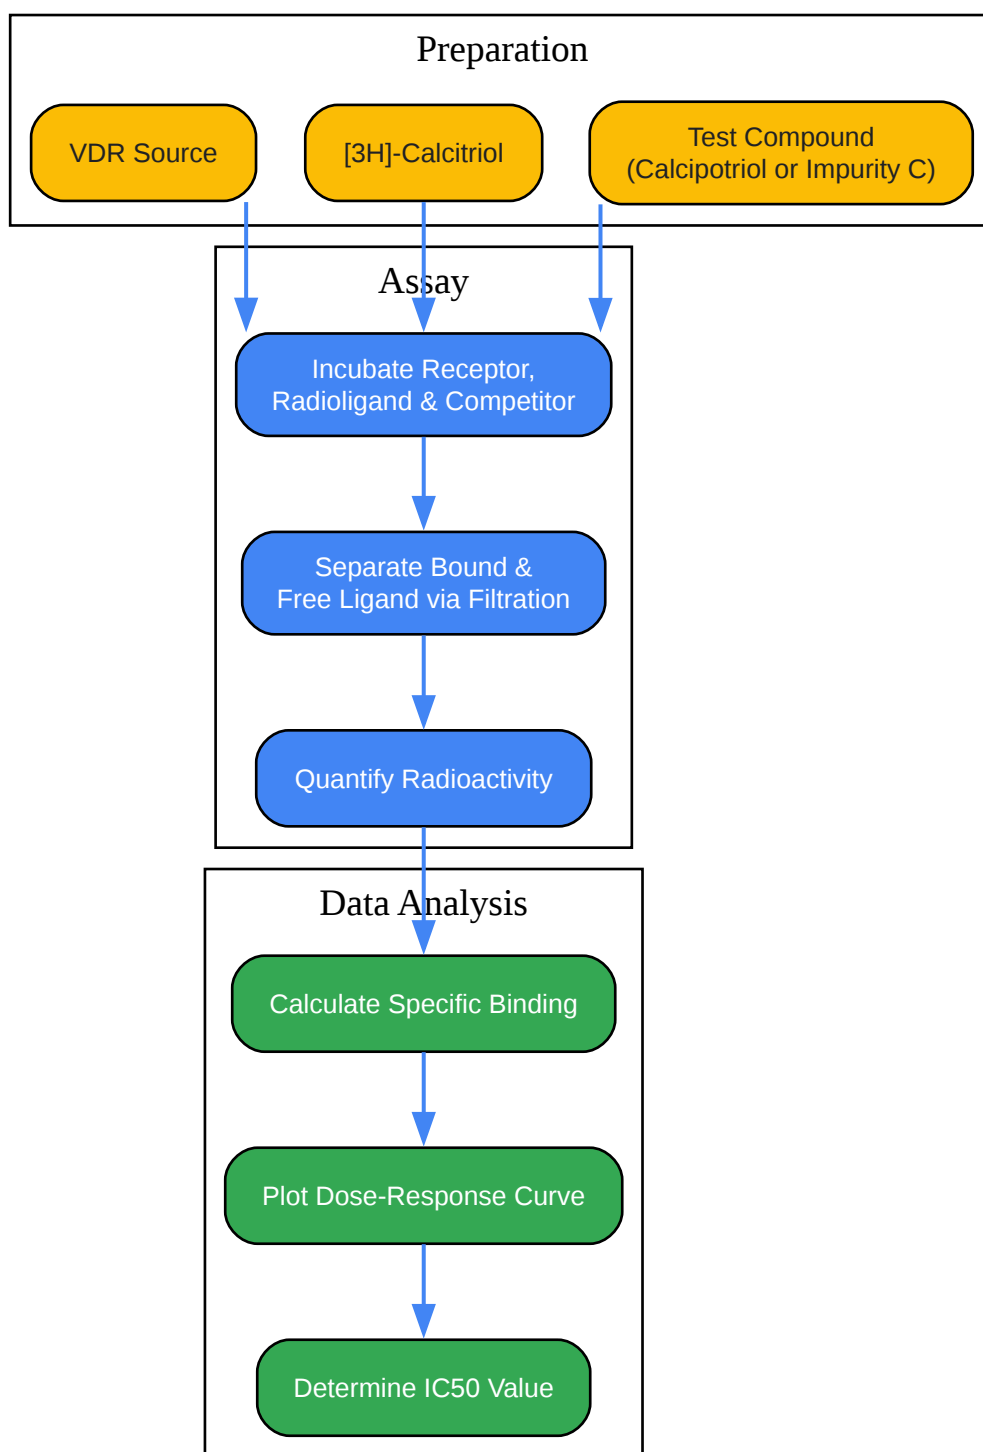 Preparation
VDR Source
[3H]-Calcitriol
Test Compound
(Calcipotriol or Impurity C)
Assay
Incubate Receptor,
Radioligand & Competitor
Separate Bound &
Free Ligand via Filtration
Quantify Radioactivity
Data Analysis
Calculate Specific Binding
Plot Dose-Response Curve
Determine IC50 Value